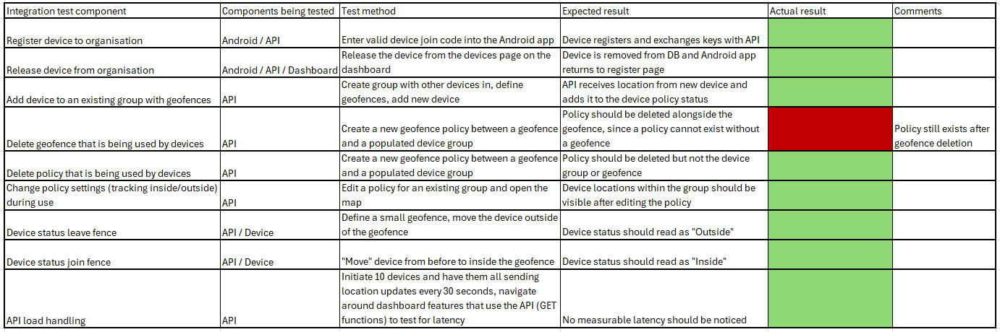 Integration test component Components being tested Test method Expected result Actual result Comments
Register device to organisation Android / API Enter valid device join code into the Android app Device registers and exchanges keys with API
Release device from organisation Android / API / Dashboard Release the device from the devices page on the
dashboard Device is removed from DB and Android app
returns to register page
Add device to an existing group with geofences API Create group with other devices in, define
geofences, add new device API receives location from new device and
adds it to the device policy status
Delete geofence that is being used by devices API Create a new geofence policy between a geofence
and a populated device group Policy should be deleted alongside the
geofence, since a policy cannot exist without
a geofence Policy still exists after
geofence deletion
Delete policy that is being used by devices API Create a new geofence policy between a geofence
and a populated device group Policy should be deleted but not the device
group or geofence
Change policy settings (tracking inside/outside)
during use API Edit a policy for an existing group and open the
map Device locations within the group should be
visible after editing the policy
Device status leave fence API / Device Define a small geofence, move the device outside
of the geofence Device status should read as "Outside"
Device status join fence API / Device "Move" device from before to inside the geofence Device status should read as "Inside"
API load handling API Initiate 10 devices and have them all sending
location updates every 30 seconds, navigate
around dashboard features that use the API (GET
functions) to test for latency No measurable latency should be noticed